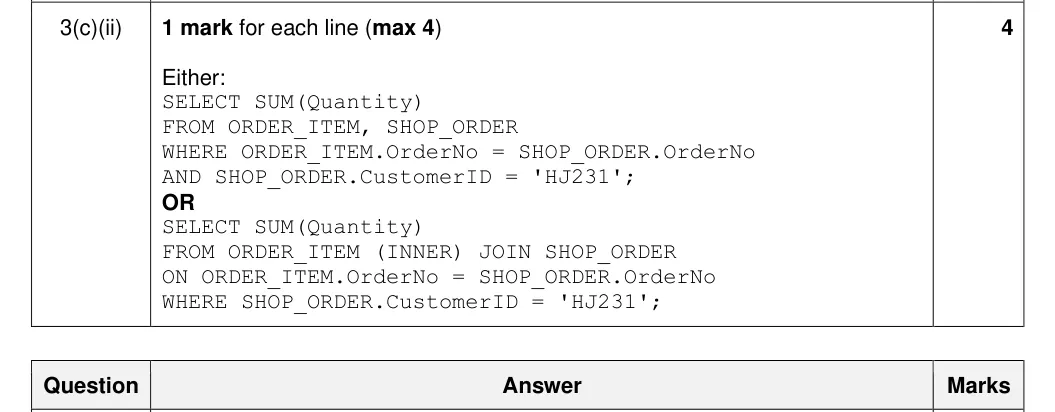 3(c)(ii) 1 mark for each line (max 4) 4
Either:
SELECT SUM(Quantity)
FROM ORDER_ITEM, SHOP_ORDER
WHERE ORDER_ITEM.OrderNo = SHOP_ORDER.OrderNo
AND SHOP_ORDER.CustomerID = 'HJ231';
OR
SELECT SUM(Quantity)
FROM ORDER_ITEM (INNER) JOIN SHOP_ORDER
ON ORDER_ITEM.OrderNo = SHOP_ORDER.OrderNo
WHERE SHOP_ORDER.CustomerID = 'HJ231';
Question Answer Marks